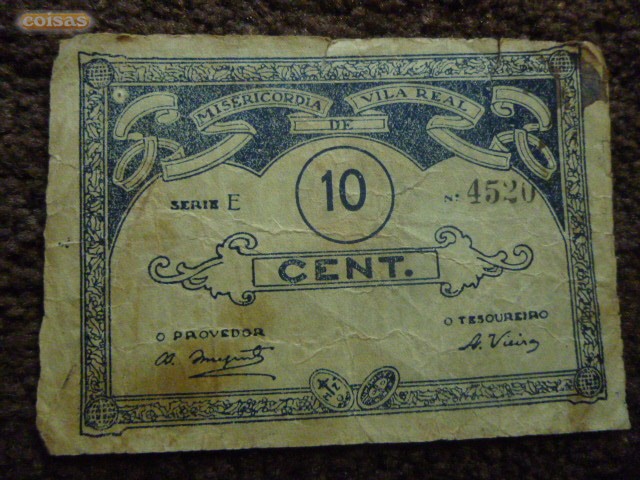 coisas
MISERICORDIA
DE
VILA REAL
SERIE E
10
Nº 4520
CENT.
O PROVEDOR
O TESOUREIRO
A. Vieira